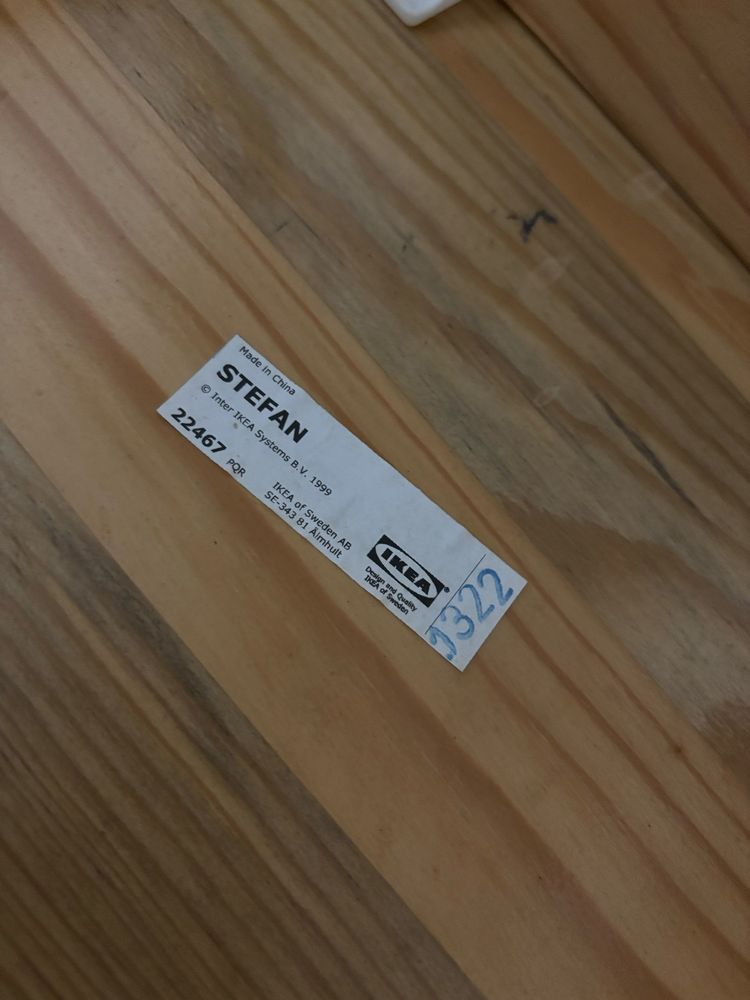 Made in China
STEFAN
© Inter IKEA Systems B.V. 1999
22467 PQR
IKEA of Sweden AB
SE-343 81 Älmhult
IKEA®
Design and Quality
IKEA of Sweden
322